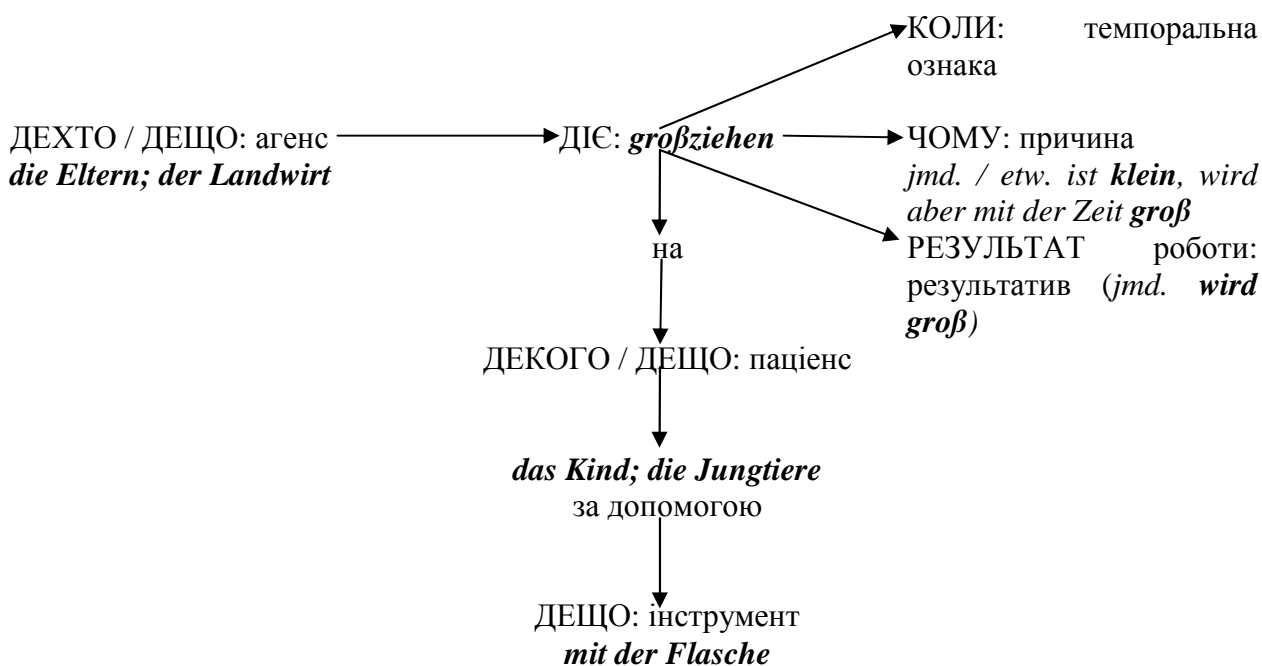 КОЛИ: темпоральна
ознака
ДЕХТО / ДЕЩО: агенс
die Eltern; der Landwirt
ДІЄ: großziehen
ЧОМУ: причина
jmd. / etw. ist klein, wird
aber mit der Zeit groß
РЕЗУЛЬТАТ роботи:
результатив (jmd. wird
groß)
на
ДЕКОГО / ДЕЩО: паціенс
das Kind; die Jungtiere
за допомогою
ДЕЩО: інструмент
mit der Flasche